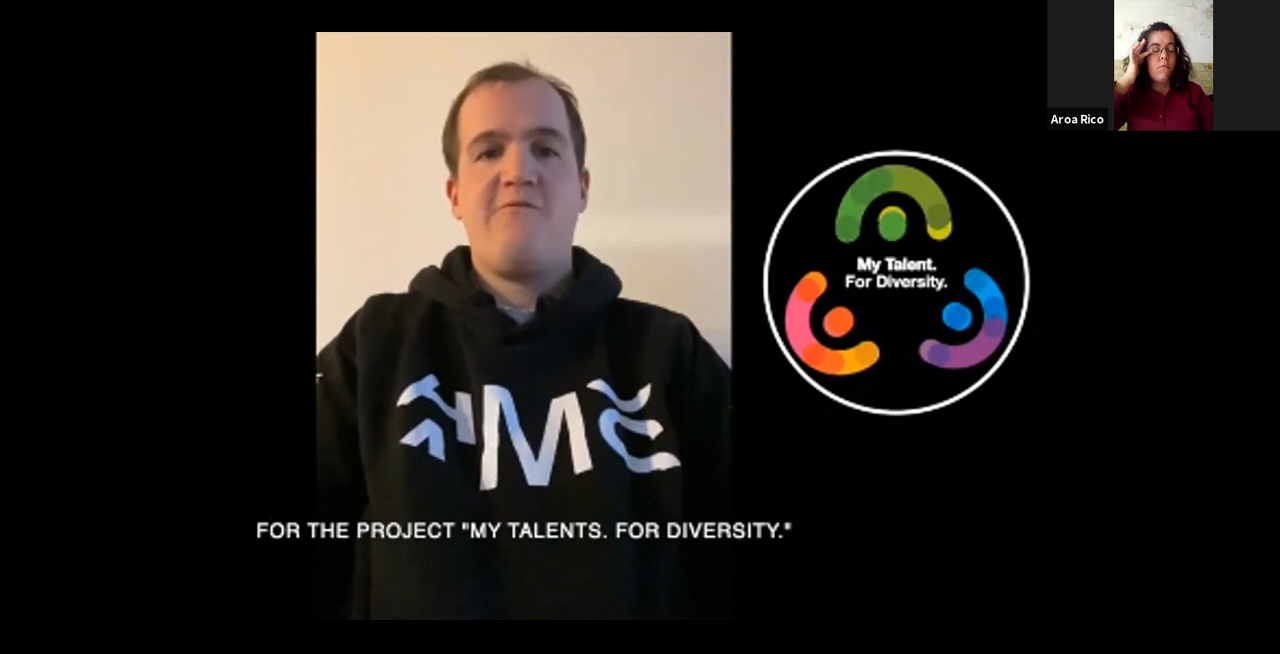 Aroa Rico
My Talent.
For Diversity.
FOR THE PROJECT "MY TALENTS. FOR DIVERSITY."